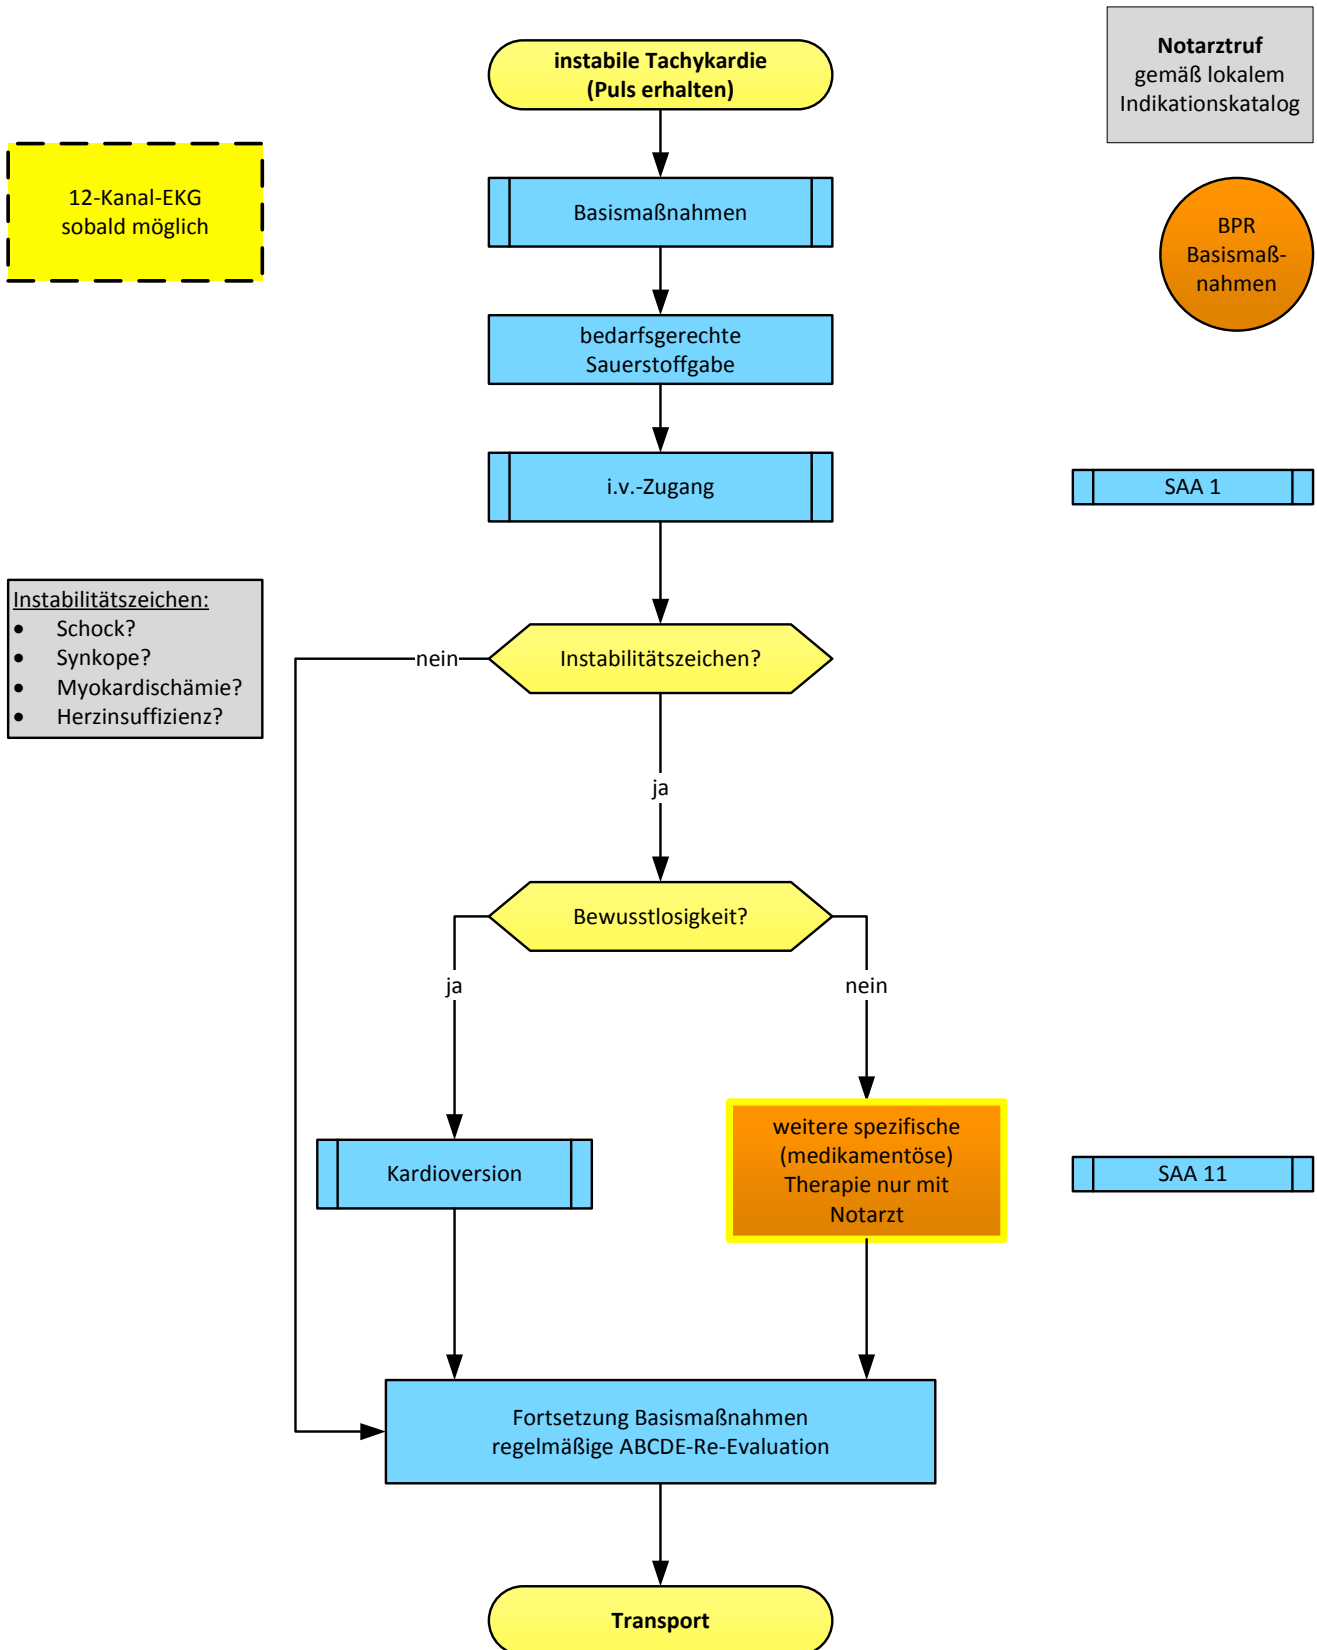 instabile Tachykardie
(Puls erhalten)
Notarztruf
gemäß lokalem
Indikationskatalog
12-Kanal-EKG
sobald möglich
Basismaßnahmen
BPR
Basismaß-
nahmen
bedarfsgerechte
Sauerstoffgabe
i.v.-Zugang
SAA 1
Instabilitätszeichen:
• Schock?
• Synkope?
• Myokardischämie?
• Herzinsuffizienz?
nein
Instabilitätszeichen?
ja
Bewusstlosigkeit?
ja
nein
Kardioversion
weitere spezifische
(medikamentöse)
Therapie nur mit
Notarzt
SAA 11
Fortsetzung Basismaßnahmen
regelmäßige ABCDE-Re-Evaluation
Transport